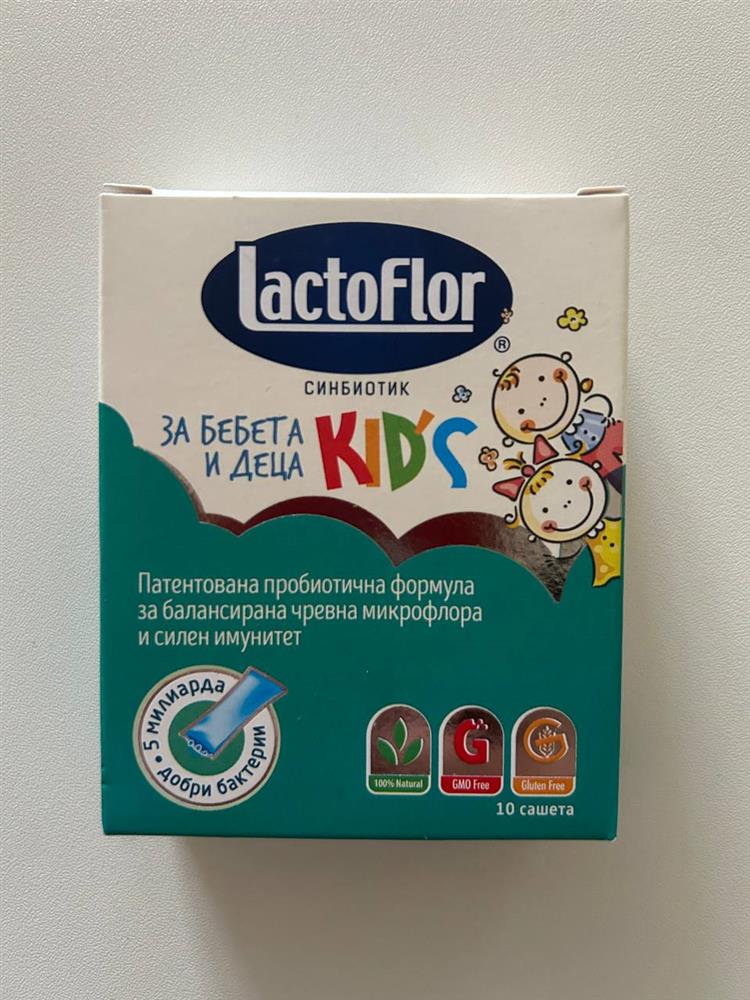 LactoFlor
®
СИНБИОТИК
ЗА БЕБЕТА
И ДЕЦА
KID'S
Патентована пробиотична формула
за балансирана чревна микрофлора
и силен имунитет
5 милиарда
• добри бактерии •
100% Natural
GMO Free
Gluten Free
10 сашета